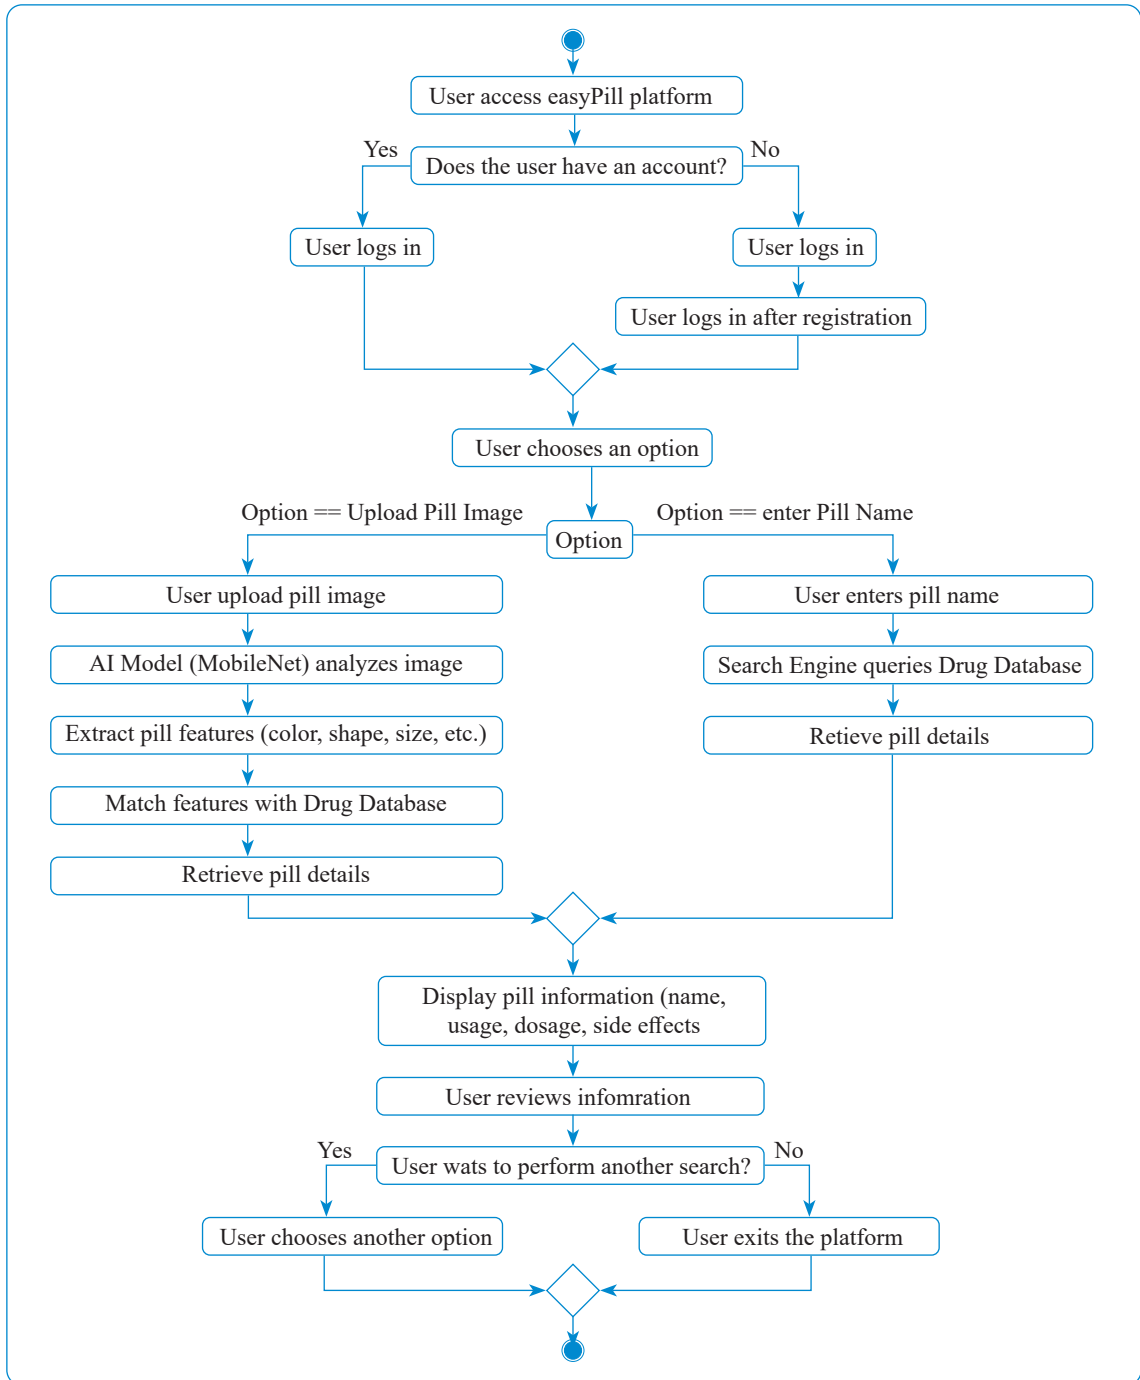 User access easyPill platform
Yes
Does the user have an account?
No
User logs in
User logs in
User logs in after registration
User chooses an option
Option == Upload Pill Image
Option == enter Pill Name
Option
User upload pill image
User enters pill name
AI Model (MobileNet) analyzes image
Search Engine queries Drug Database
Extract pill features (color, shape, size, etc.)
Retieve pill details
Match features with Drug Database
Retrieve pill details
Display pill information (name,
usage, dosage, side effects
User reviews infomration
Yes
User wats to perform another search?
No
User chooses another option
User exits the platform